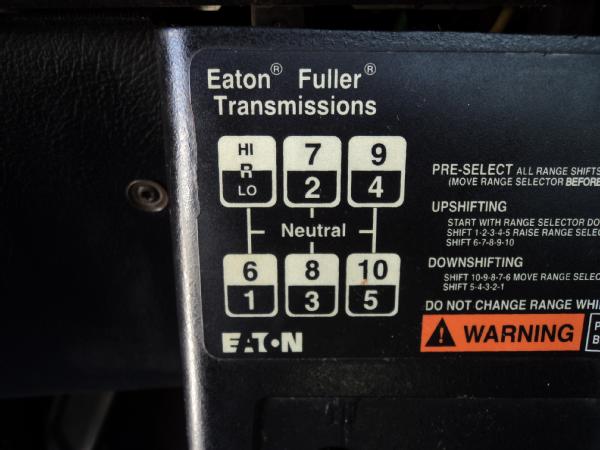 Eaton® Fuller®
Transmissions
HI
R
LO
7
2
9
4
Neutral
6
1
8
3
10
5
EATON
PRE-SELECT ALL RANGE SHIFTS
(MOVE RANGE SELECTOR BEFORE
UPSHIFTING
START WITH RANGE SELECTOR DO
SHIFT 1-2-3-4-5 RAISE RANGE SELEC
SHIFT 6-7-8-9-10
DOWNSHIFTING
SHIFT 10-9-8-7-6 MOVE RANGE SELEC
SHIFT 5-4-3-2-1
DO NOT CHANGE RANGE WHI
WARNING
P
B